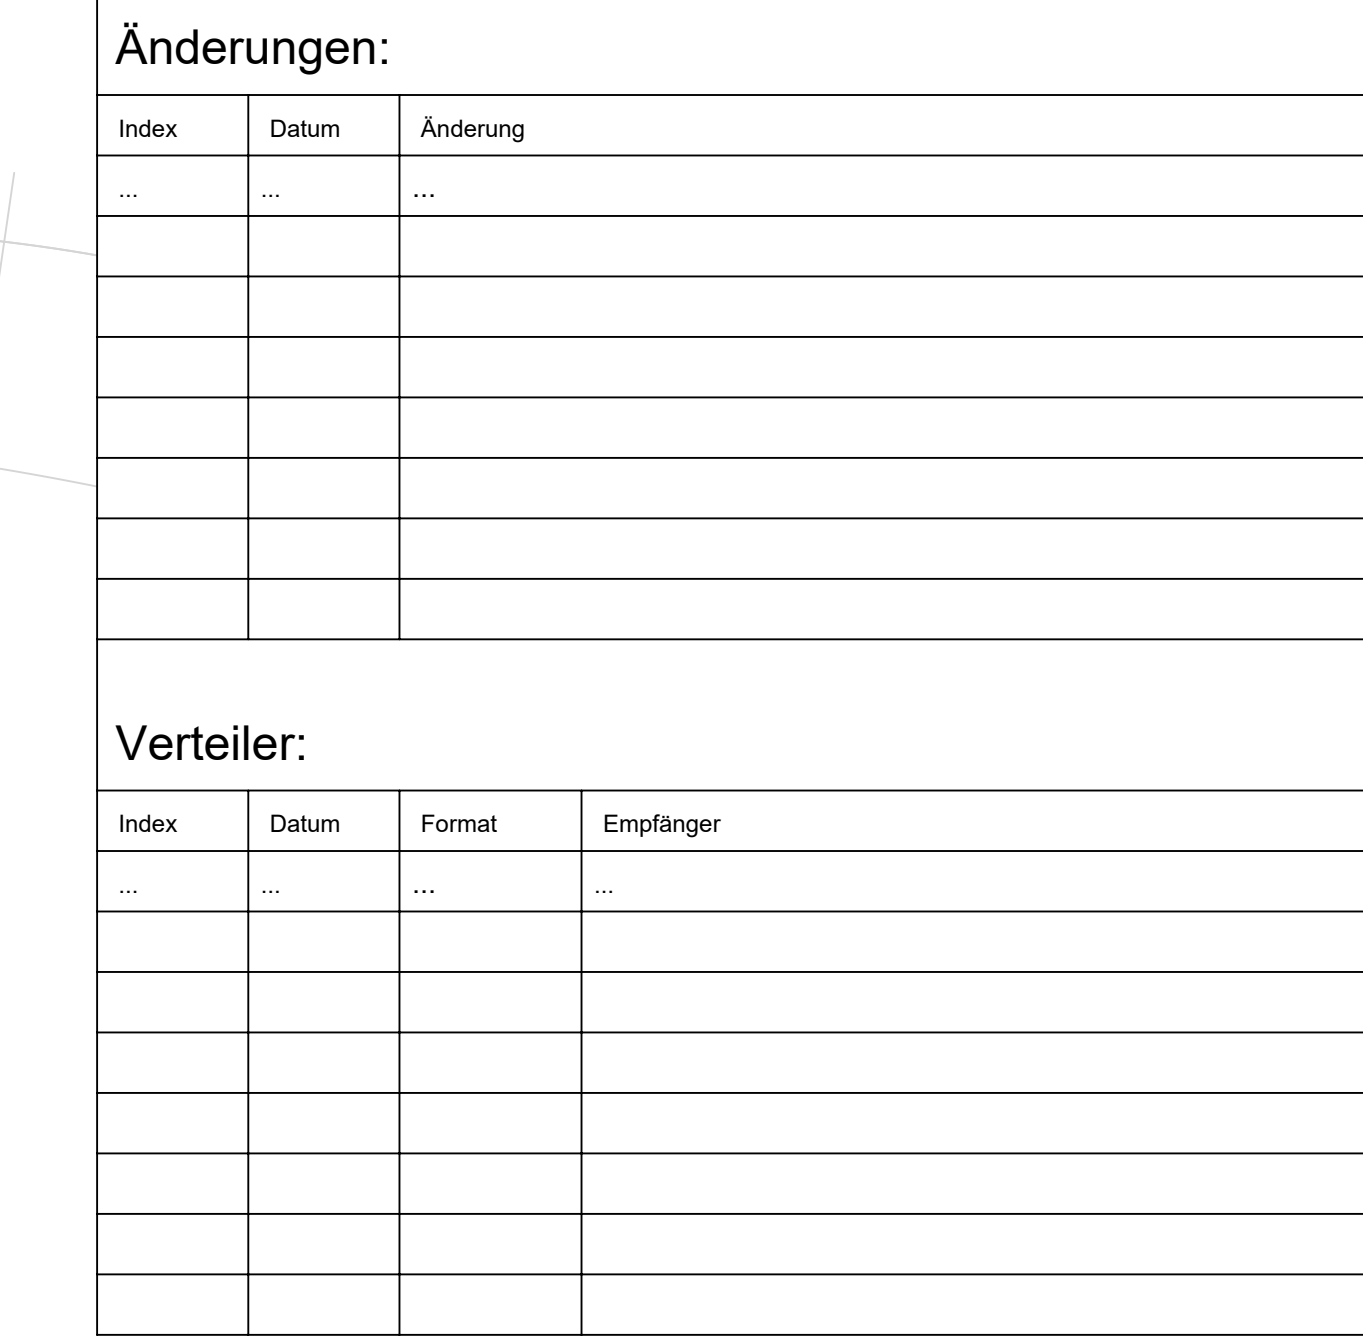 Änderungen:
Index Datum Änderung
... ... ...
Verteiler:
Index Datum Format Empfänger
... ... ... ...